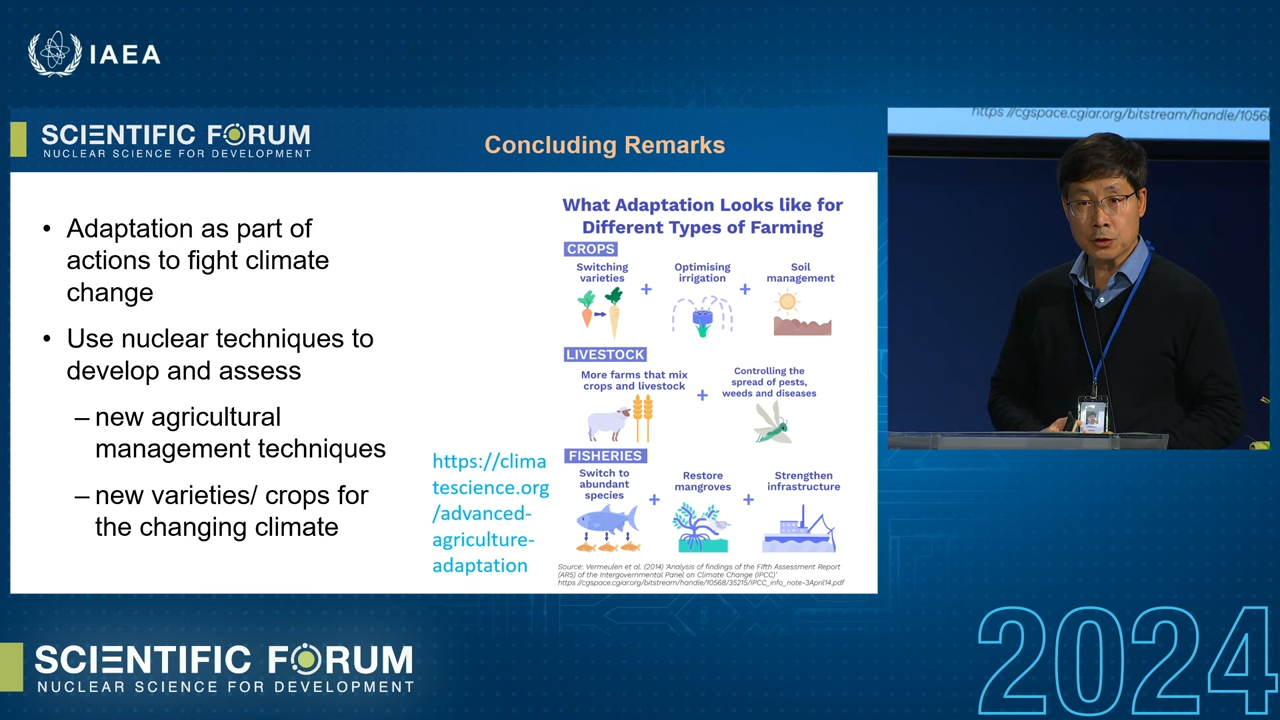 IAEA
SCIENTIFIC FORUM
NUCLEAR SCIENCE FOR DEVELOPMENT
Concluding Remarks
• Adaptation as part of
actions to fight climate
change
• Use nuclear techniques to
develop and assess
– new agricultural
management techniques
– new varieties/ crops for
the changing climate
https://clima
tescience.org
/advanced-
agriculture-
adaptation
What Adaptation Looks like for
Different Types of Farming
CROPS
Switching
varieties
+
Optimising
irrigation
+
Soil
management
LIVESTOCK
More farms that mix
crops and livestock
+
Controlling the
spread of pests,
weeds and diseases
FISHERIES
Switch to
abundant
species
+
Restore
mangroves
+
Strengthen
infrastructure
Source: Vermeulen et al. (2014) 'Analysis of findings of the Fifth Assessment Report
(AR5) of the Intergovernmental Panel on Climate Change (IPCC)'
https://cgspace.cgiar.org/bitstream/handle/10568/35215/IPCC_info_note-3April14.pdf
https://cgspace.cgiar.org/bitstream/handle/1056
SCIENTIFIC FORUM
NUCLEAR SCIENCE FOR DEVELOPMENT
2024